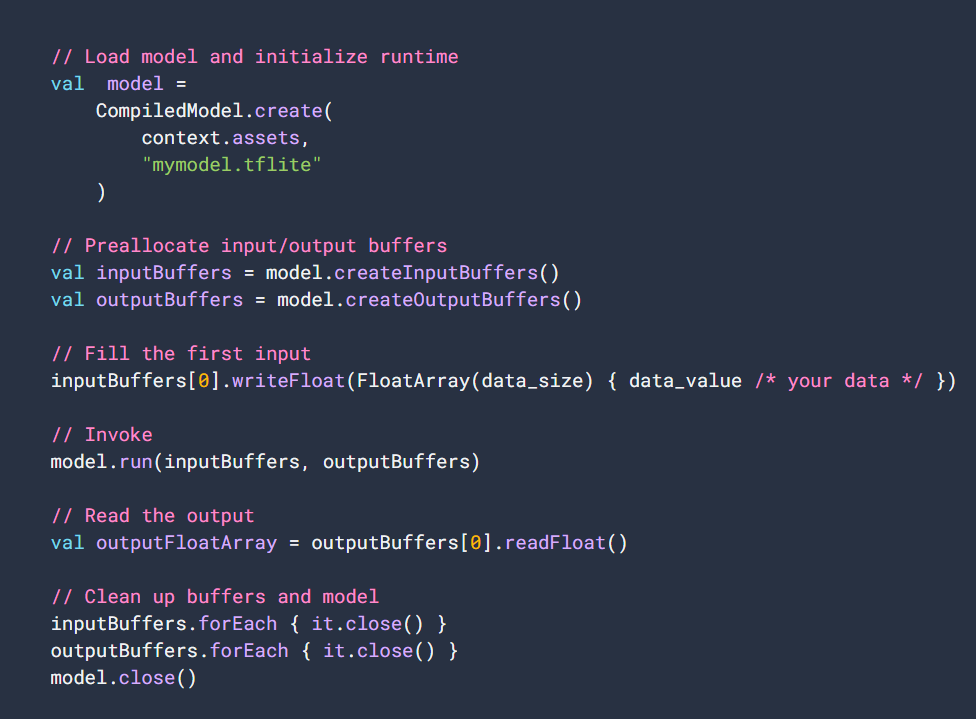 // Load model and initialize runtime
val  model =
    CompiledModel.create(
        context.assets,
        "mymodel.tflite"
    )

// Preallocate input/output buffers
val inputBuffers = model.createInputBuffers()
val outputBuffers = model.createOutputBuffers()

// Fill the first input
inputBuffers[0].writeFloat(FloatArray(data_size) { data_value /* your data */ })

// Invoke
model.run(inputBuffers, outputBuffers)

// Read the output
val outputFloatArray = outputBuffers[0].readFloat()

// Clean up buffers and model
inputBuffers.forEach { it.close() }
outputBuffers.forEach { it.close() }
model.close()